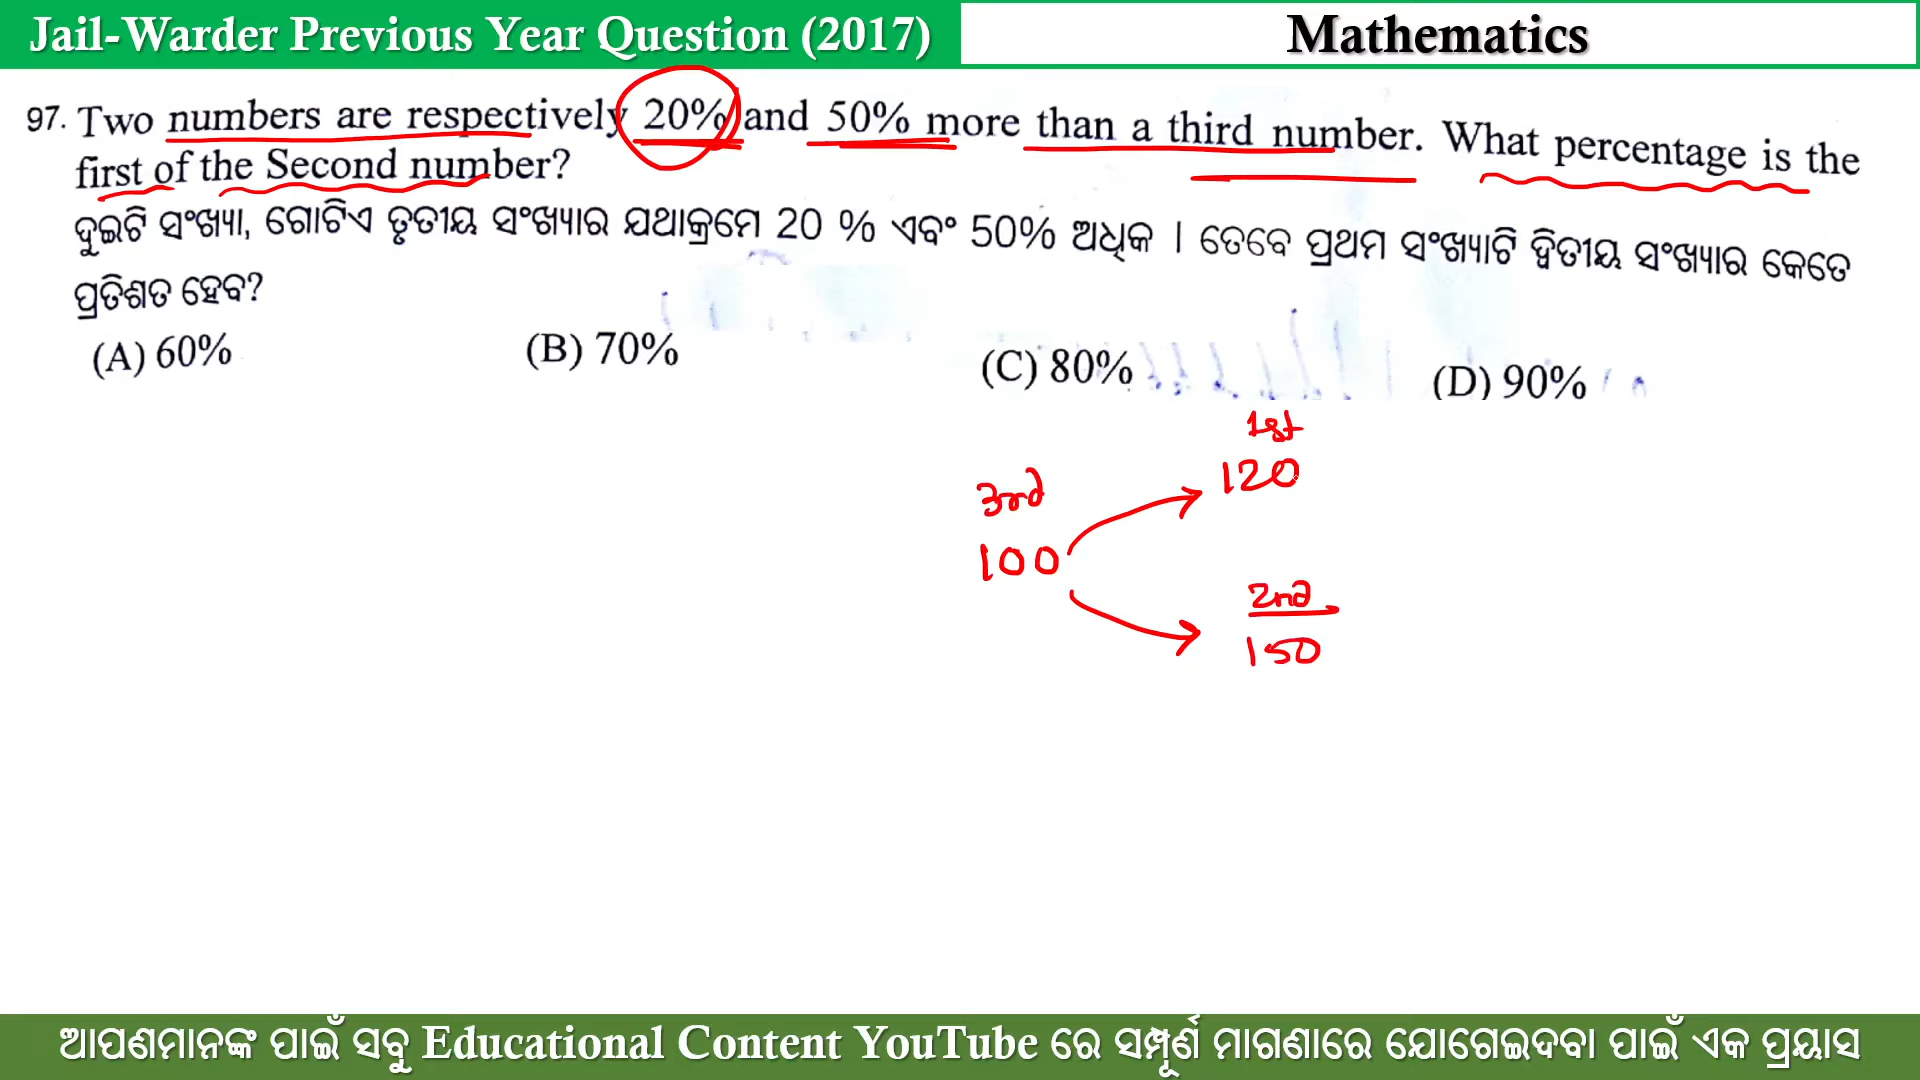 Jail-Warder Previous Year Question (2017)
Mathematics
97. Two numbers are respectively 20% and 50% more than a third number. What percentage is the
first of the Second number?
ଦୁଇଟି ସଂଖ୍ୟା, ଗୋଟିଏ ତୃତୀୟ ସଂଖ୍ୟାର ଯଥାକ୍ରମେ 20 % ଏବଂ 50% ଅଧିକ । ତେବେ ପ୍ରଥମ ସଂଖ୍ୟାଟି ଦ୍ୱିତୀୟ ସଂଖ୍ୟାର କେତେ
ପ୍ରତିଶତ ହେବ?
(A) 60%
(B) 70%
(C) 80%
(D) 90%
1st
120
3rd
100
2nd
150
ଆପଣମାନଙ୍କ ପାଇଁ ସବୁ Educational Content YouTube ରେ ସମ୍ପୂର୍ଣ ମାଗଣାରେ ଯୋଗେଇଦବା ପାଇଁ ଏକ ପ୍ରୟାସ